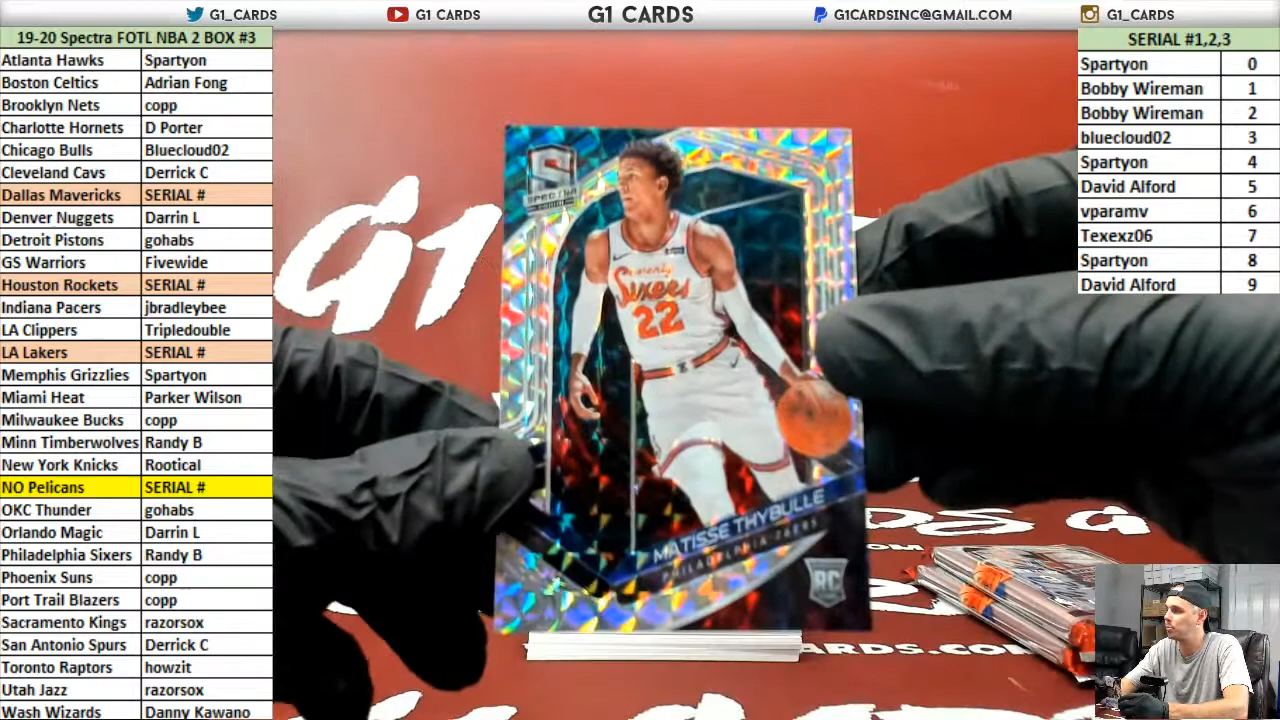 G1_CARDS
G1 CARDS
G1 CARDS
G1CARDSINC@GMAIL.COM
G1_CARDS
19-20 Spectra FOTL NBA 2 BOX #3
Atlanta Hawks Spartyon
Boston Celtics Adrian Fong
Brooklyn Nets copp
Charlotte Hornets D Porter
Chicago Bulls Bluecloud02
Cleveland Cavs Derrick C
Dallas Mavericks SERIAL #
Denver Nuggets Darrin L
Detroit Pistons gohabs
GS Warriors Fivewide
Houston Rockets SERIAL #
Indiana Pacers jbradleybee
LA Clippers Tripledouble
LA Lakers SERIAL #
Memphis Grizzlies Spartyon
Miami Heat Parker Wilson
Milwaukee Bucks copp
Minn Timberwolves Randy B
New York Knicks Rootical
NO Pelicans SERIAL #
OKC Thunder gohabs
Orlando Magic Darrin L
Philadelphia Sixers Randy B
Phoenix Suns copp
Port Trail Blazers copp
Sacramento Kings razorsox
San Antonio Spurs Derrick C
Toronto Raptors howzit
Utah Jazz razorsox
Wash Wizards Danny Kawano
SERIAL #1,2,3
Spartyon 0
Bobby Wireman 1
Bobby Wireman 2
bluecloud02 3
Spartyon 4
David Alford 5
vparamv 6
Texexz06 7
Spartyon 8
David Alford 9
G1
SPECTRA
Seventy
Sixers
22
MATISSE THYBULLE
PHILADELPHIA 76ERS
RC